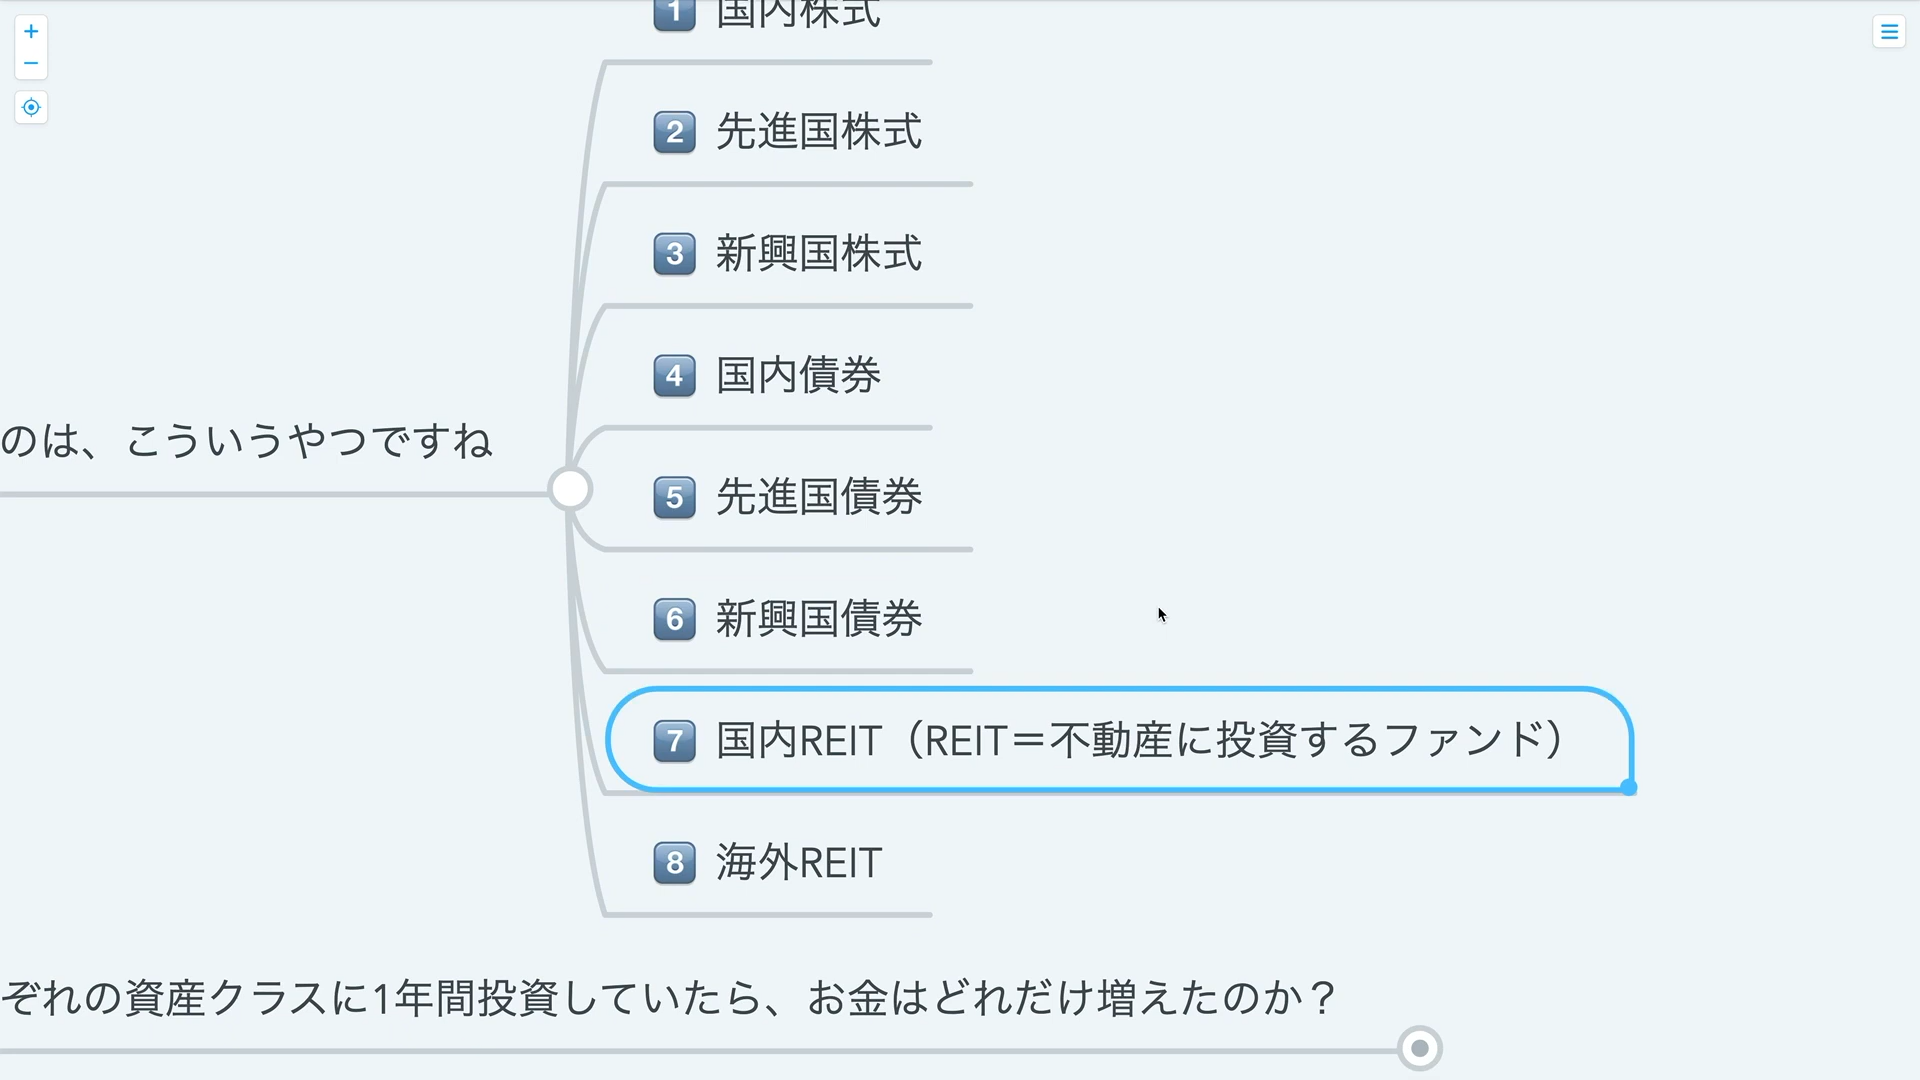 1 国内株式
2 先進国株式
3 新興国株式
4 国内債券
のは、こういうやつですね
5 先進国債券
6 新興国債券
7 国内REIT（REIT＝不動産に投資するファンド）
8 海外REIT
ぞれの資産クラスに1年間投資していたら、お金はどれだけ増えたのか？